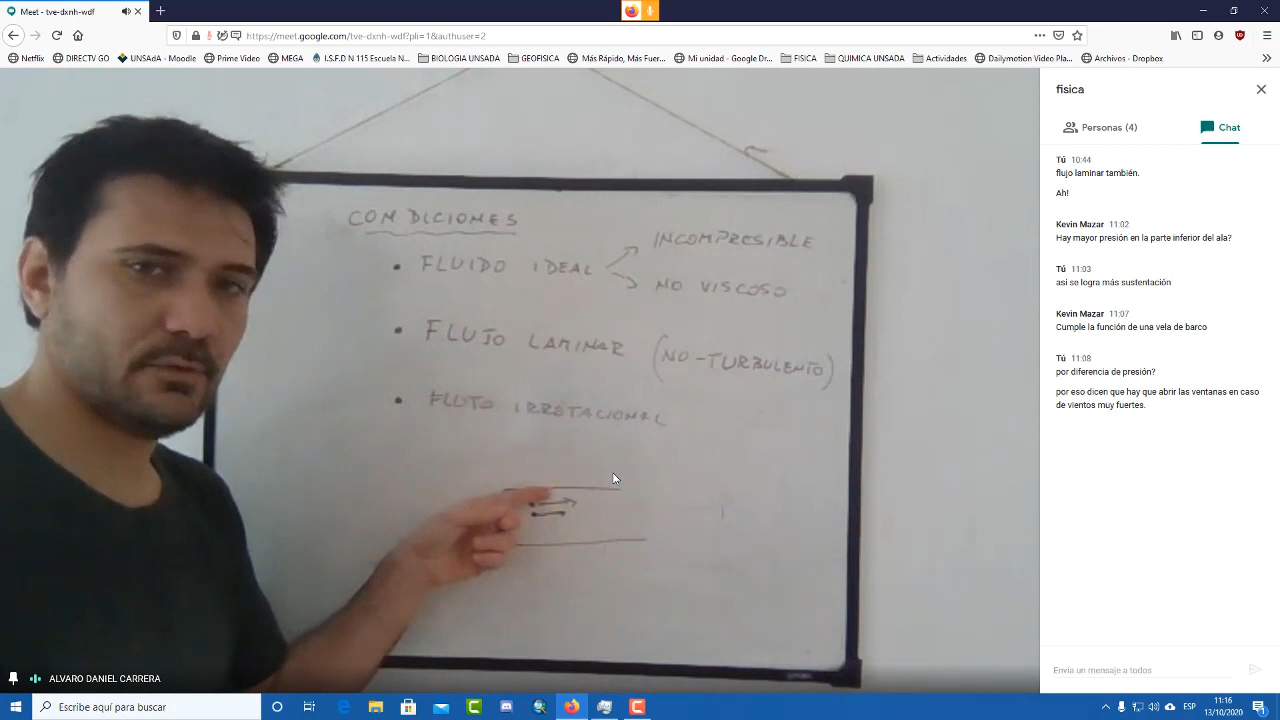 Meet - tve-dxnh-wdf
https://meet.google.com/tve-dxnh-wdf?pli=1&authuser=2
Netflix DIRECTV GO UNSAdA - Moodle Prime Video MEGA I.S.F.D N 115 Escuela N... BIOLOGIA UNSADA GEOFISICA Más Rápido, Más Fuer... Mi unidad - Google Dr... FISICA QUIMICA UNSADA Actividades Dailymotion Video Pla... Archivos - Dropbox
CONDICIONES
• FLUIDO IDEAL INCOMPRESIBLE
NO VISCOSO
• FLUJO LAMINAR (NO-TURBULENTO)
• FLUJO IRROTACIONAL
ALVARO DANIEL CARRERA
fisica
Personas (4) Chat
Tú 10:44
flujo laminar también.
Ah!
Kevin Mazar 11:02
Hay mayor presión en la parte inferior del ala?
Tú 11:03
asi se logra más sustentación
Kevin Mazar 11:07
Cumple la función de una vela de barco
Tú 11:08
por diferencia de presión?
por eso dicen que hay que abrir las ventanas en caso
de vientos muy fuertes.
Envía un mensaje a todos
Escribe aquí para buscar
ESP
11:16
13/10/2020